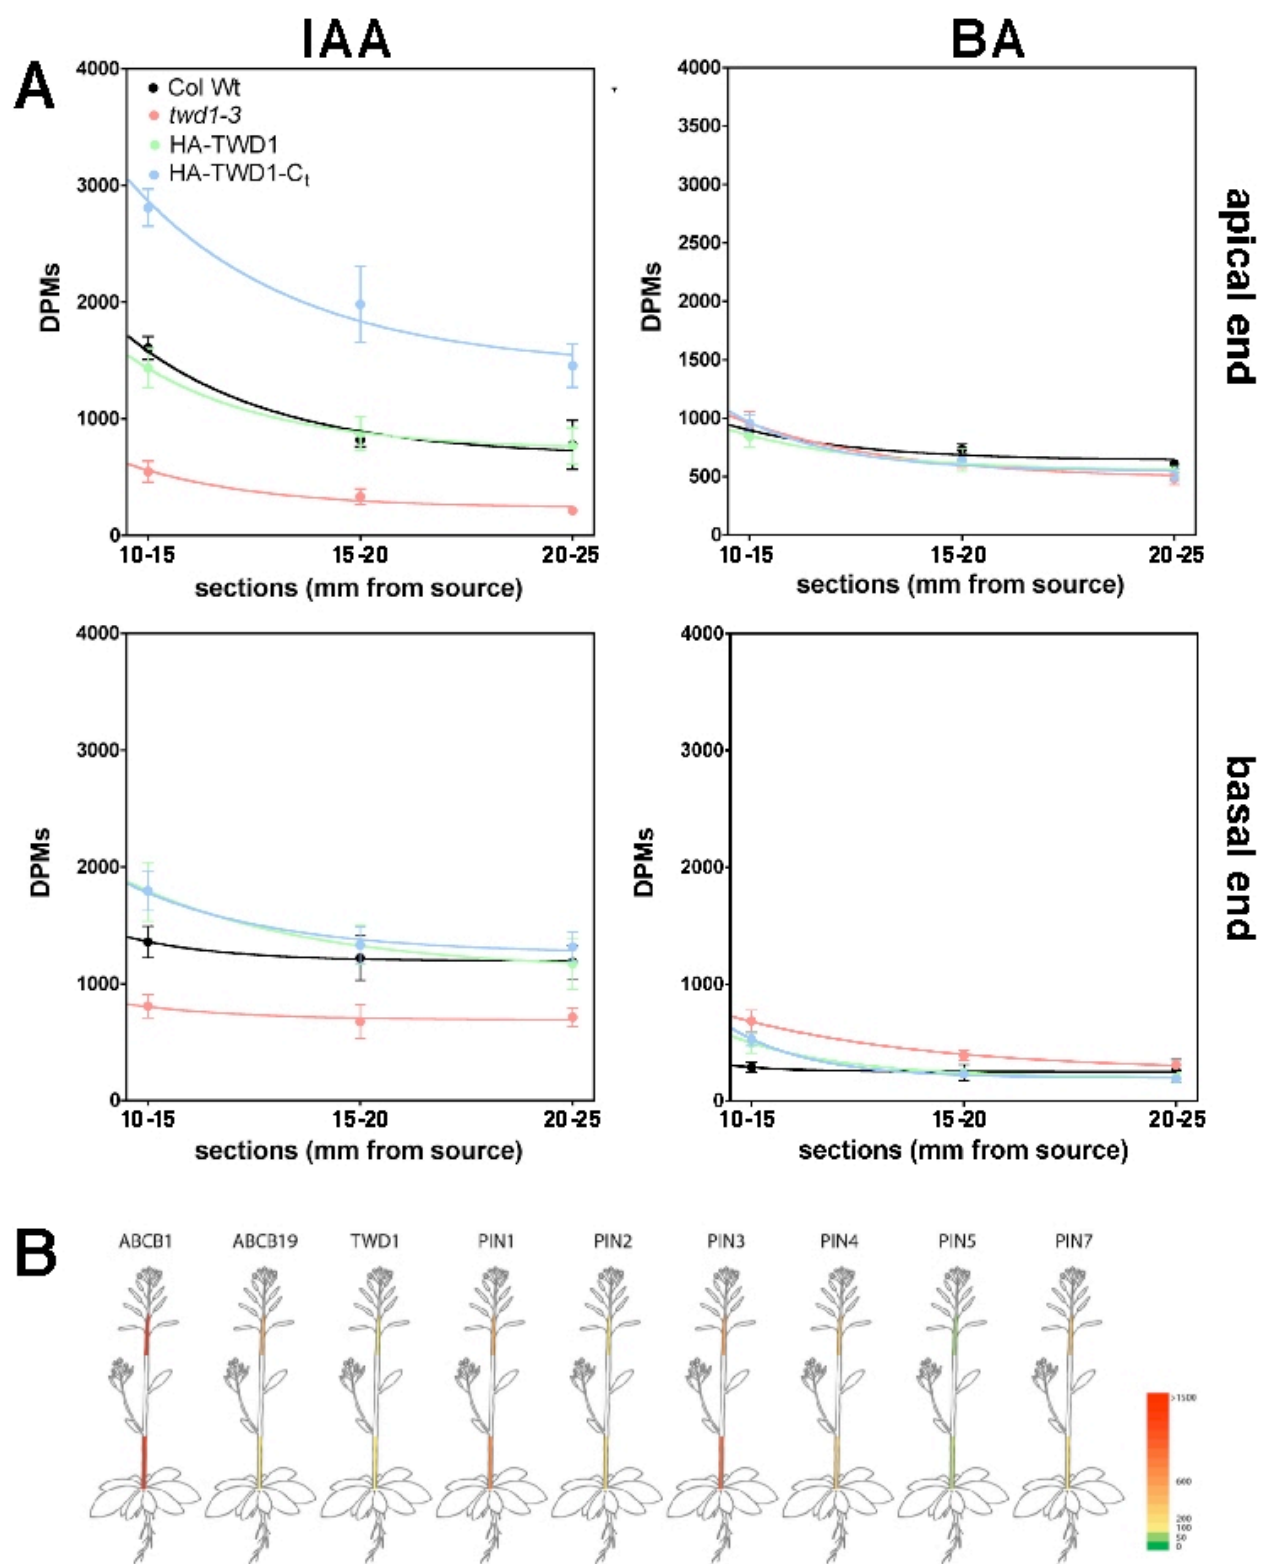 IAA
BA
A
4000
3000
2000
1000
0
DPMs
Col Wt
twd1-3
HA-TWD1
HA-TWD1-Ct
10-15
15-20
20-25
sections (mm from source)
4000
3500
3000
2500
2000
1500
1000
500
0
DPMs
10-15
15-20
20-25
sections (mm from source)
apical end
4000
3000
2000
1000
0
DPMs
10-15
15-20
20-25
sections (mm from source)
4000
3000
2000
1000
0
DPMs
10-15
15-20
20-25
sections (mm from source)
basal end
B
ABCB1
ABCB19
TWD1
PIN1
PIN2
PIN3
PIN4
PIN5
PIN7
>1500
600
200
100
50
0